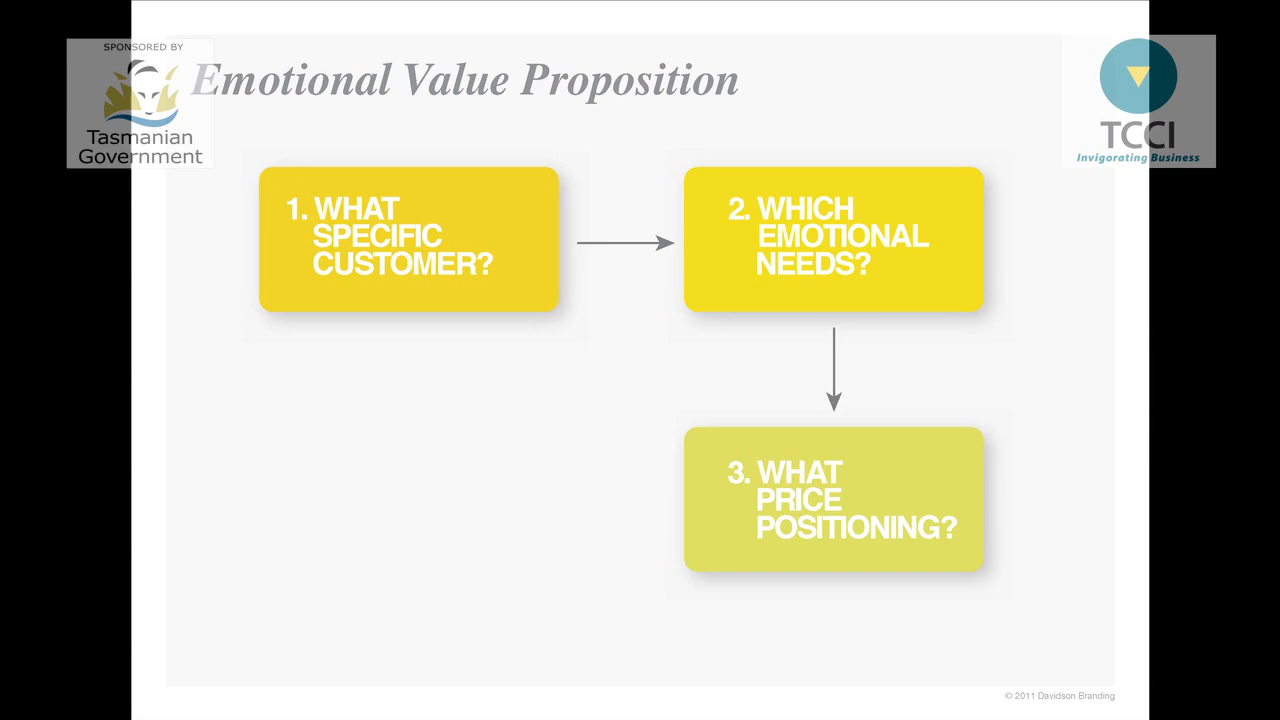 SPONSORED BY
Tasmanian
Government
Emotional Value Proposition
TCCI
Invigorating Business
1. WHAT
SPECIFIC
CUSTOMER?
2. WHICH
EMOTIONAL
NEEDS?
3. WHAT
PRICE
POSITIONING?
© 2011 Davidson Branding